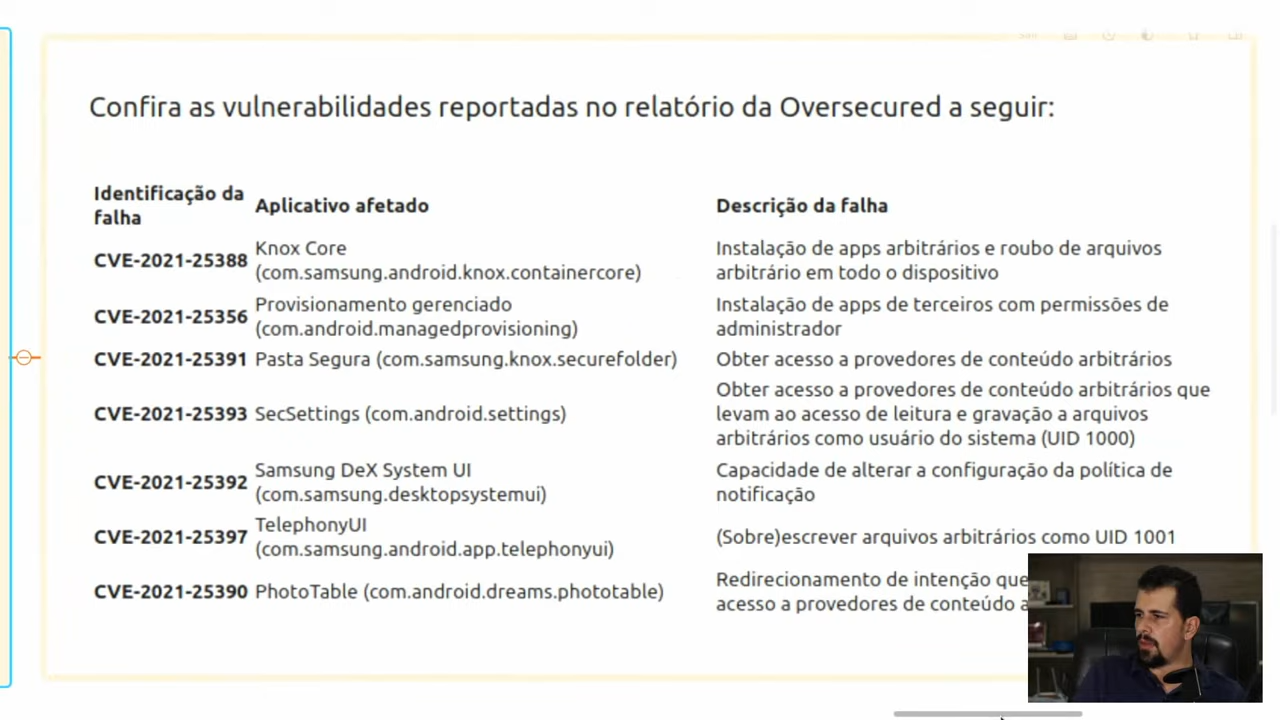 Confira as vulnerabilidades reportadas no relatório da Oversecured a seguir:
Identificação da
falha
Aplicativo afetado
Descrição da falha
CVE-2021-25388
Knox Core
(com.samsung.android.knox.containercore)
Instalação de apps arbitrários e roubo de arquivos
arbitrário em todo o dispositivo
CVE-2021-25356
Provisionamento gerenciado
(com.android.managedprovisioning)
Instalação de apps de terceiros com permissões de
administrador
CVE-2021-25391
Pasta Segura (com.samsung.knox.securefolder)
Obter acesso a provedores de conteúdo arbitrários
CVE-2021-25393
SecSettings (com.android.settings)
Obter acesso a provedores de conteúdo arbitrários que
levam ao acesso de leitura e gravação a arquivos
arbitrários como usuário do sistema (UID 1000)
CVE-2021-25392
Samsung DeX System UI
(com.samsung.desktopsystemui)
Capacidade de alterar a configuração da política de
notificação
CVE-2021-25397
TelephonyUI
(com.samsung.android.app.telephonyui)
(Sobre)escrever arquivos arbitrários como UID 1001
CVE-2021-25390
PhotoTable (com.android.dreams.phototable)
Redirecionamento de intenção que
acesso a provedores de conteúdo